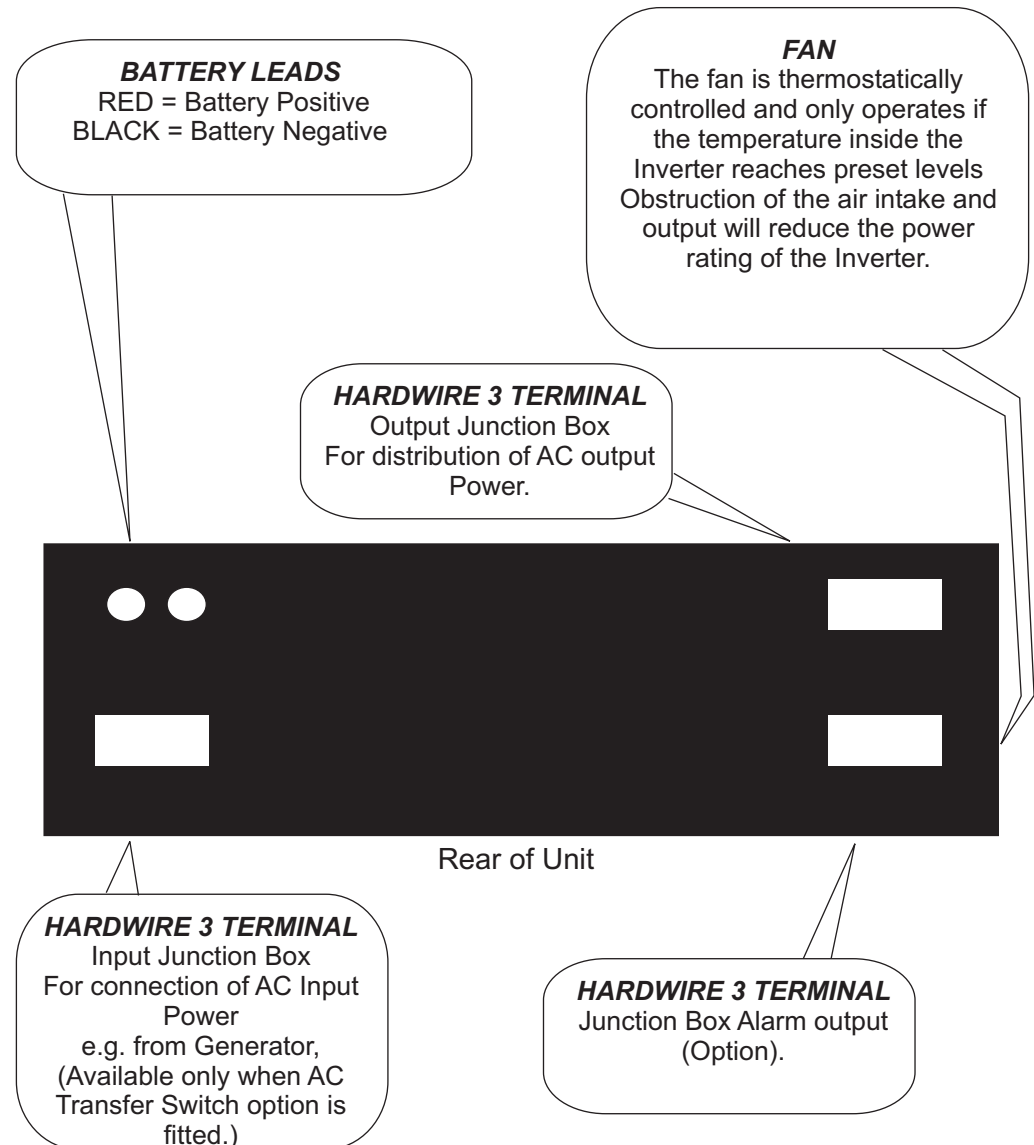 BATTERY LEADS
RED = Battery Positive
BLACK = Battery Negative
FAN
The fan is thermostatically
controlled and only operates if
the temperature inside the
Inverter reaches preset levels
Obstruction of the air intake and
output will reduce the power
rating of the Inverter.
HARDWIRE 3 TERMINAL
Output Junction Box
For distribution of AC output
Power.
Rear of Unit
HARDWIRE 3 TERMINAL
Input Junction Box
For connection of AC Input
Power
e.g. from Generator,
(Available only when AC
Transfer Switch option is
fitted.)
HARDWIRE 3 TERMINAL
Junction Box Alarm output
(Option).